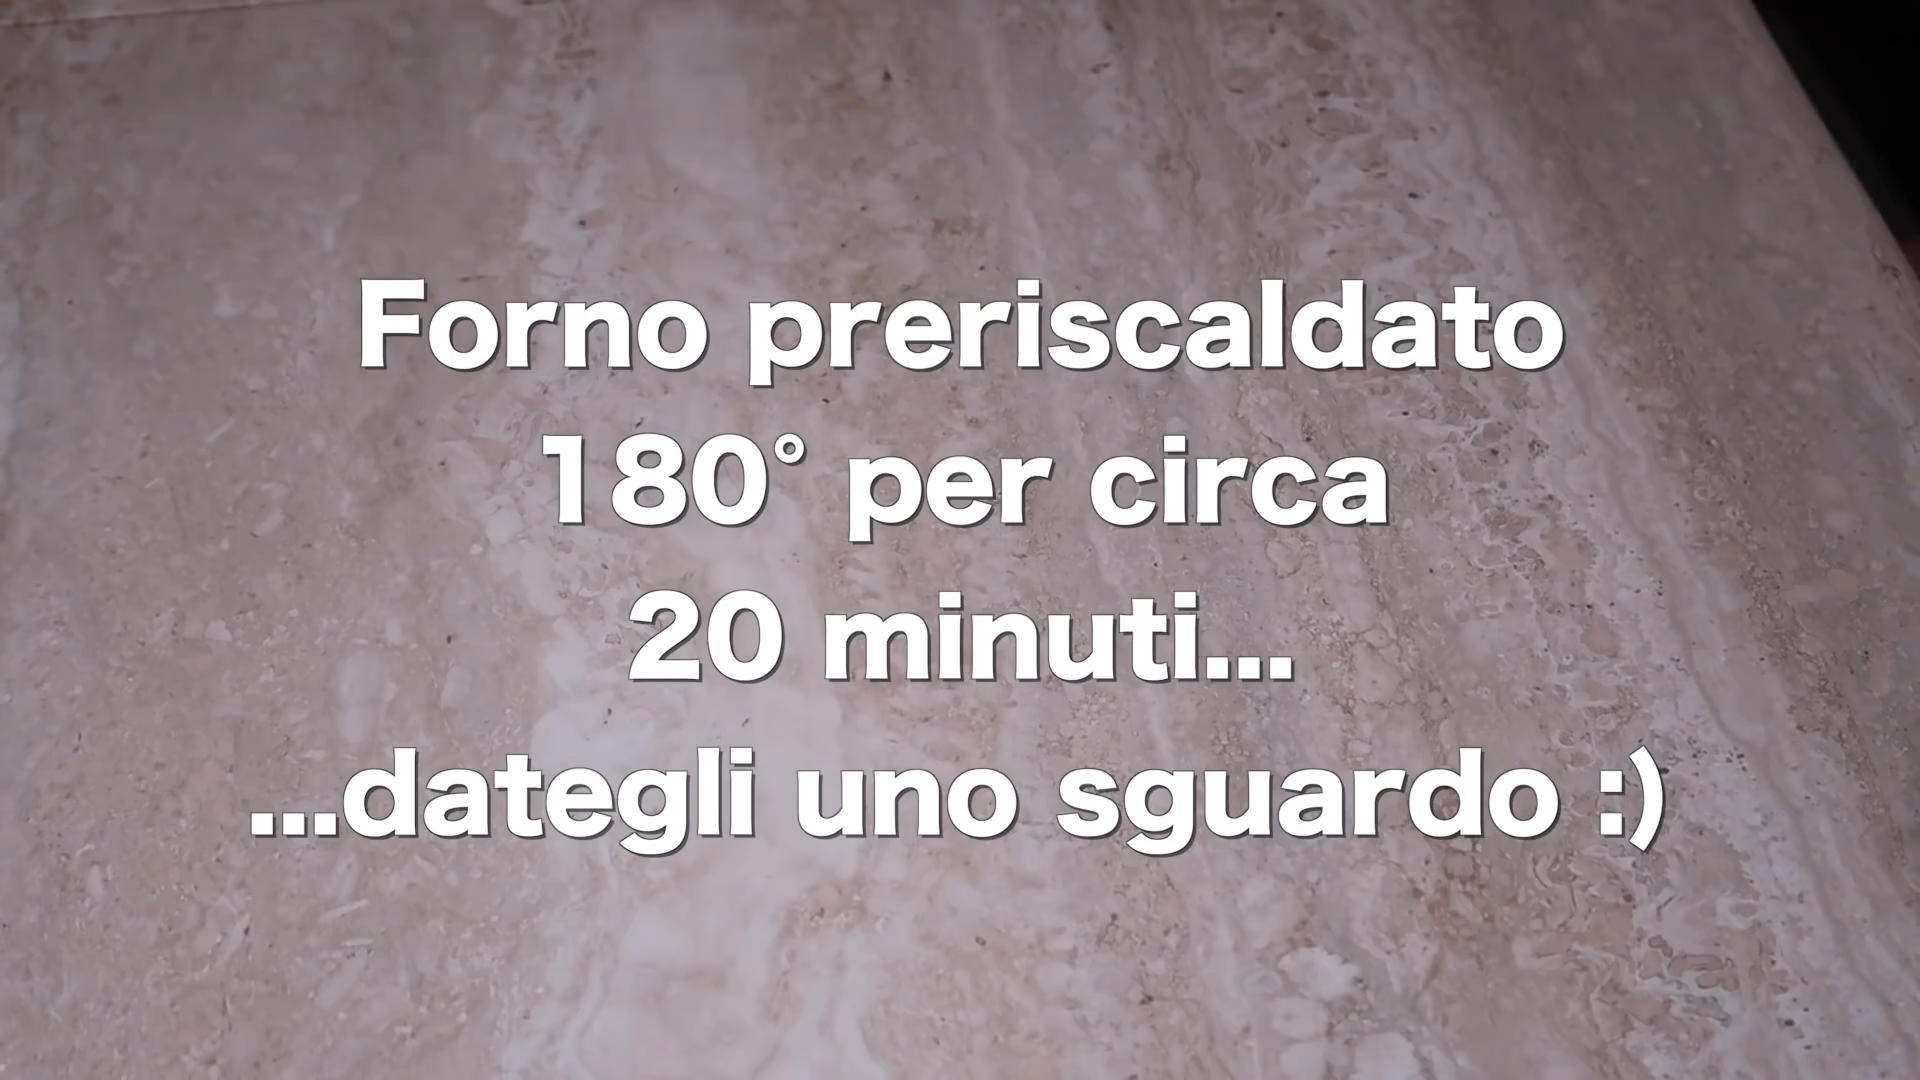 Forno preriscaldato
180° per circa
20 minuti...
...dategli uno sguardo :)